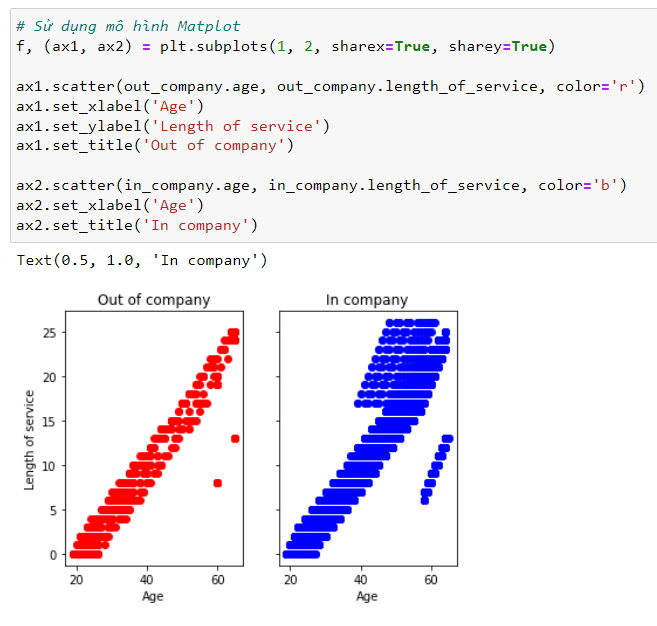 # Sử dụng mô hình Matplot
f, (ax1, ax2) = plt.subplots(1, 2, sharex=True, sharey=True)
ax1.scatter(out_company.age, out_company.length_of_service, color='r')
ax1.set_xlabel('Age')
ax1.set_ylabel('Length of service')
ax1.set_title('Out of company')
ax2.scatter(in_company.age, in_company.length_of_service, color='b')
ax2.set_xlabel('Age')
ax2.set_title('In company')
Text(0.5, 1.0, 'In company')
Out of company
In company
Length of service
25
20
15
10
5
0
20 40 60
20 40 60
Age
Age